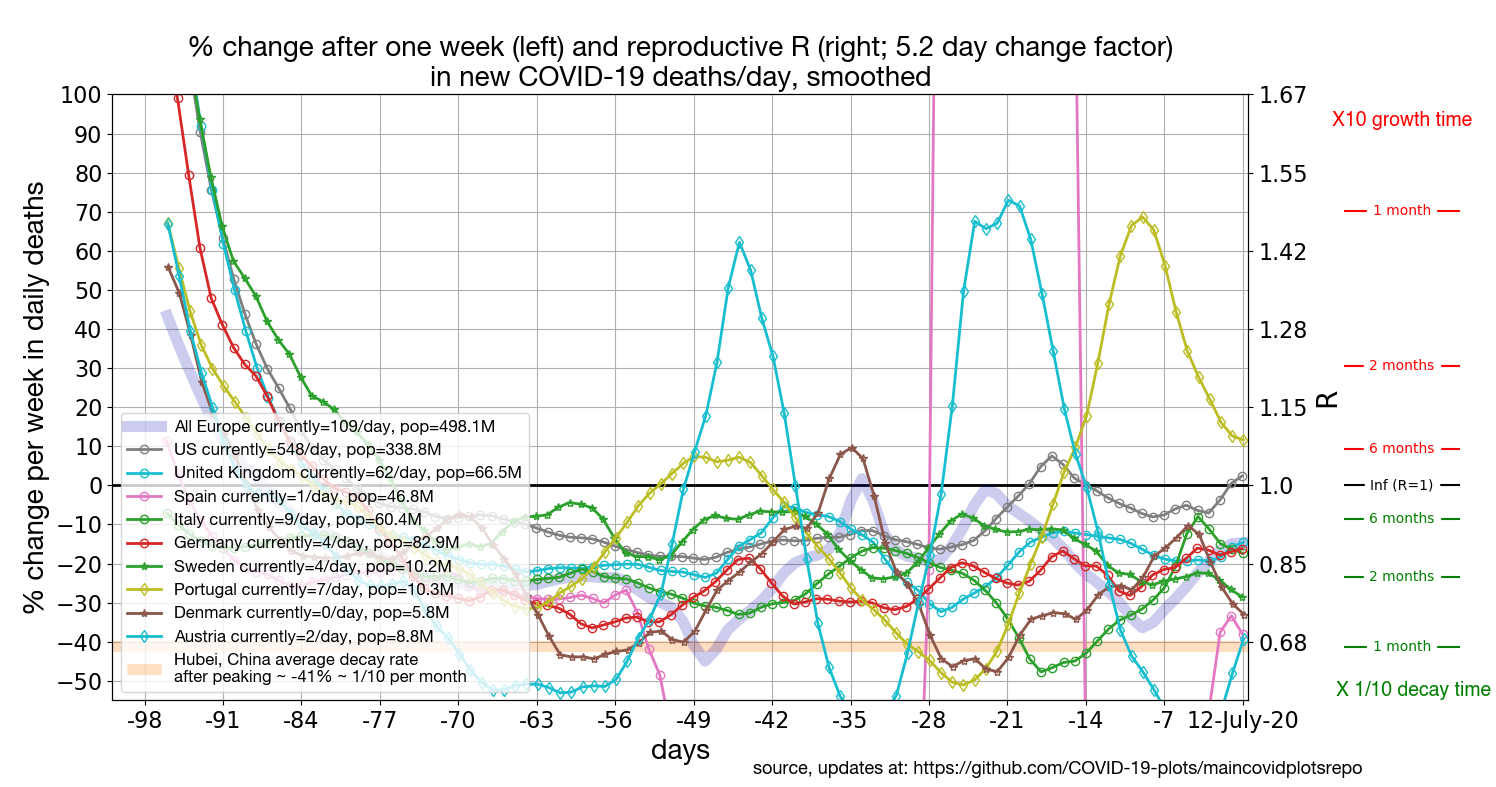 % change after one week (left) and reproductive R (right; 5.2 day change factor)
in new COVID-19 deaths/day, smoothed
% change per week in daily deaths
100
90
80
70
60
50
40
30
20
10
0
−10
−20
−30
−40
−50
All Europe currently=109/day, pop=498.1M
US currently=548/day, pop=338.8M
United Kingdom currently=62/day, pop=66.5M
Spain currently=1/day, pop=46.8M
Italy currently=9/day, pop=60.4M
Germany currently=4/day, pop=82.9M
Sweden currently=4/day, pop=10.2M
Portugal currently=7/day, pop=10.3M
Denmark currently=0/day, pop=5.8M
Austria currently=2/day, pop=8.8M
Hubei, China average decay rate
after peaking ~ -41% ~ 1/10 per month
-98 -91 -84 -77 -70 -63 -56 -49 -42 -35 -28 -21 -14 -7 12-July-20
days
1.67
1.55
1.42
1.28
1.15
1.0
0.85
0.68
R
X10 growth time
1 month
2 months
6 months
Inf (R=1)
6 months
2 months
1 month
X 1/10 decay time
source, updates at: https://github.com/COVID-19-plots/maincovidplotsrepo